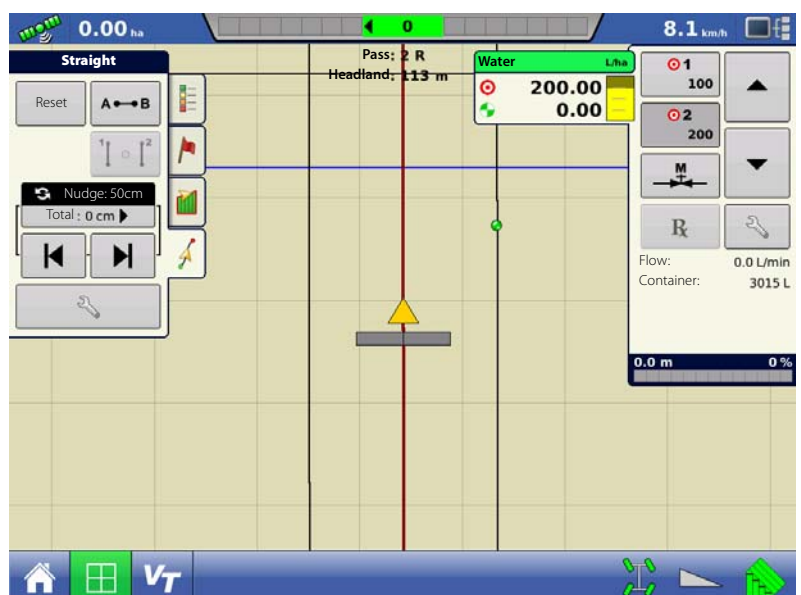 0.00 ha
0
8.1 km/h
Straight
Reset
A B
1 2
Nudge: 50cm
Total : 0 cm
Pass: 2 R
Headland: 113 m
Water L/ha
200.00
0.00
1
100
2
200
M
Rx
Flow: 0.0 L/min
Container: 3015 L
0.0 m 0 %
VT